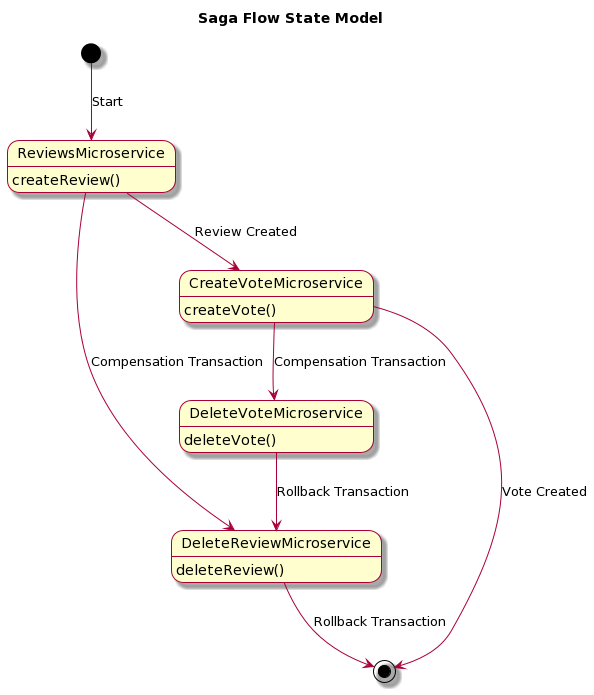 Saga Flow State Model
Start
ReviewsMicroservice
createReview()
Review Created
CreateVoteMicroservice
createVote()
Compensation Transaction
Compensation Transaction
DeleteVoteMicroservice
deleteVote()
Rollback Transaction
Vote Created
DeleteReviewMicroservice
deleteReview()
Rollback Transaction